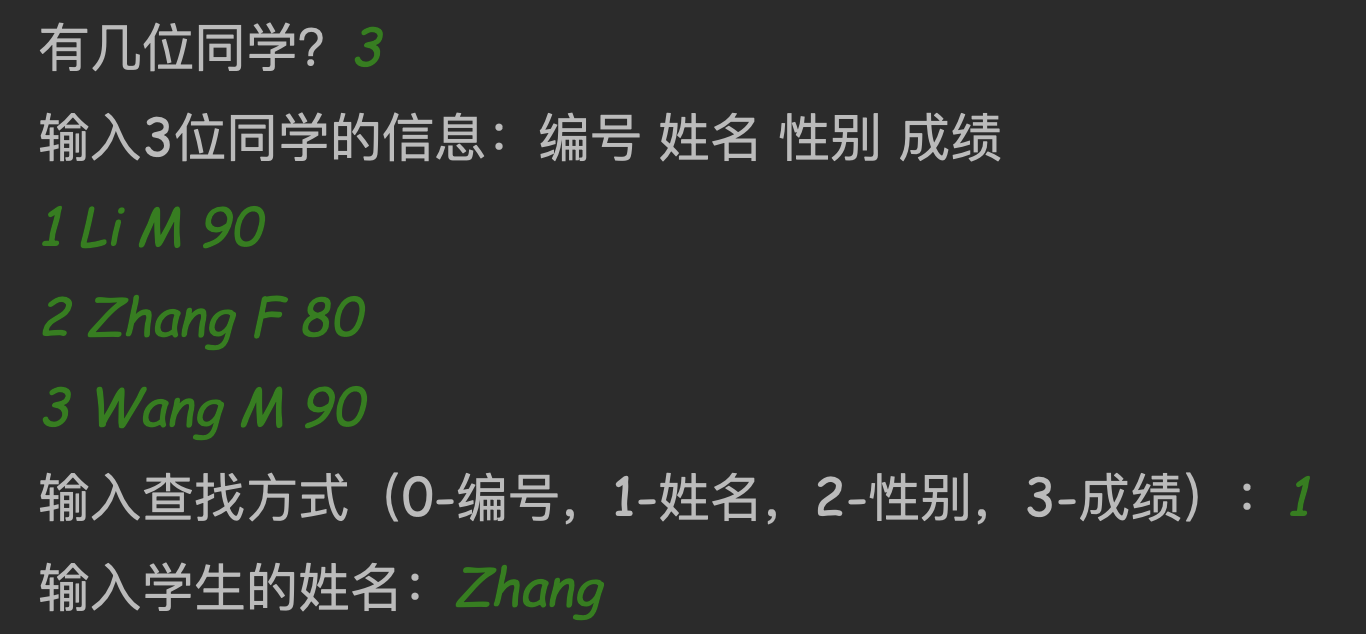 有几位同学？3
输入3位同学的信息：编号 姓名 性别 成绩
1 Li M 90
2 Zhang F 80
3 Wang M 90
输入查找方式（0-编号，1-姓名，2-性别，3-成绩）：1
输入学生的姓名：Zhang